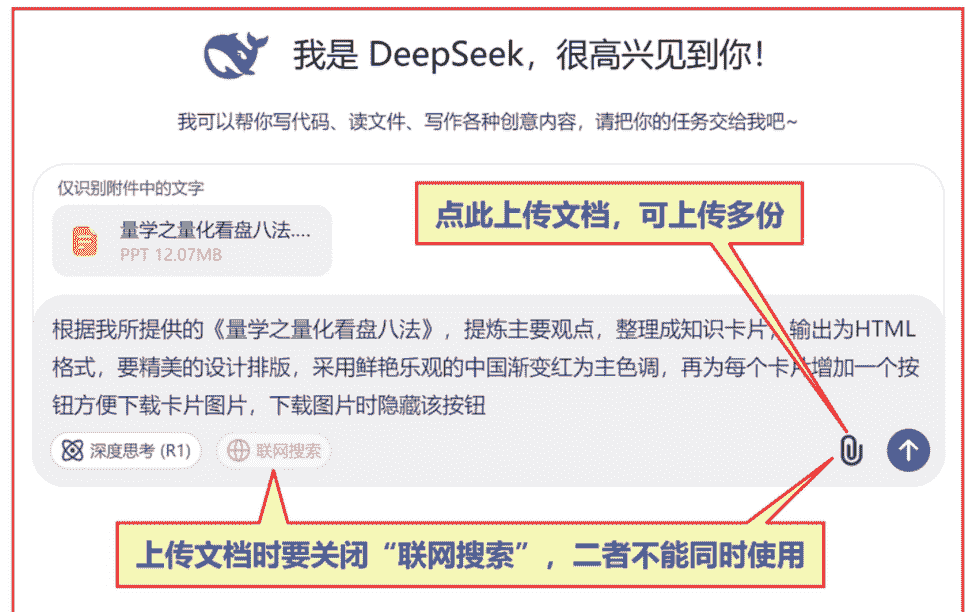 我是 DeepSeek，很高兴见到你！
我可以帮你写代码、读文件、写作各种创意内容，请把你的任务交给我吧~
仅识别附件中的文字
量学之量化看盘八法....
PPT 12.07MB
点此上传文档，可上传多份
根据我所提供的《量学之量化看盘八法》，提炼主要观点，整理成知识卡片，输出为HTML
格式，要精美的设计排版，采用鲜艳乐观的中国渐变红为主色调，再为每个卡片增加一个按
钮方便下载卡片图片，下载图片时隐藏该按钮
深度思考 (R1)
联网搜索
上传文档时要关闭“联网搜索”，二者不能同时使用